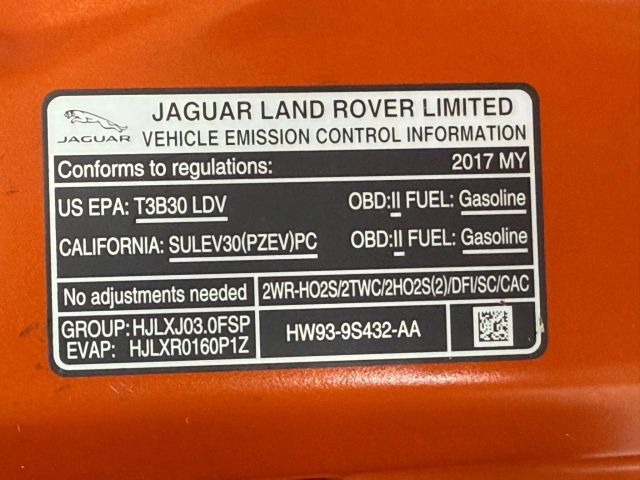 JAGUAR
JAGUAR LAND ROVER LIMITED
VEHICLE EMISSION CONTROL INFORMATION
Conforms to regulations: 2017 MY
US EPA: T3B30 LDV OBD:II FUEL: Gasoline
CALIFORNIA: SULEV30(PZEV)PC OBD:II FUEL: Gasoline
No adjustments needed 2WR-HO2S/2TWC/2HO2S(2)/DFI/SC/CAC
GROUP: HJLXJ03.0FSP
EVAP: HJLXR0160P1Z
HW93-9S432-AA